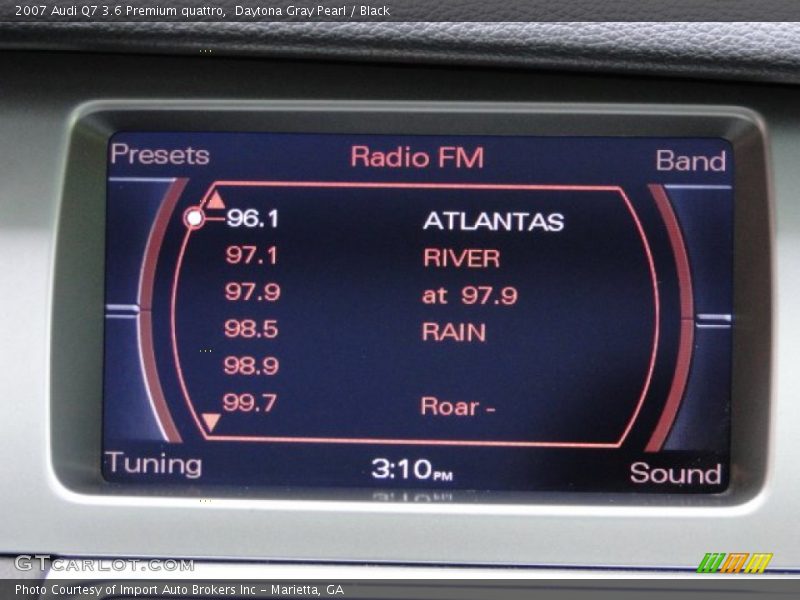 2007 Audi Q7 3.6 Premium quattro,  Daytona Gray Pearl / Black
Presets Radio FM Band
96.1 ATLANTAS
97.1 RIVER
97.9 at 97.9
98.5 RAIN
98.9
99.7 Roar -
Tuning 3:10 PM Sound
GTCARLOT.COM
Photo Courtesy of Import Auto Brokers Inc - Marietta, GA